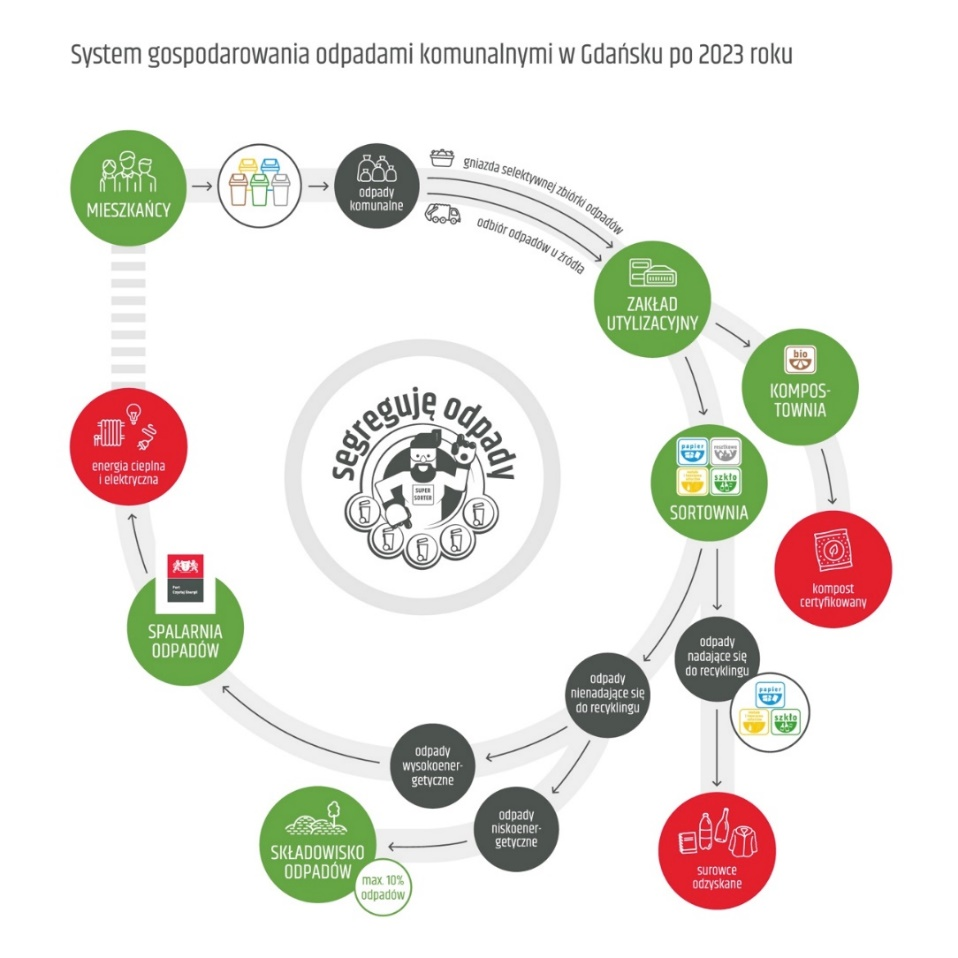 System gospodarowania odpadami komunalnymi w Gdańsku po 2023 roku
MIESZKAŃCY
odpady
komunalne
gniazda selektywnej zbiórki odpadów
odbiór odpadów u źródła
ZAKŁAD
UTYLIZACYJNY
bio
KOMPOS-
TOWNIA
papier
szkło
SORTOWNIA
kompost
certyfikowany
segreguję odpady
SUPER
SORTER
energia cieplna
i elektryczna
Port
Czystej Energii
SPALARNIA
ODPADÓW
odpady
nadające się
do recyklingu
papier
szkło
odpady
nienadające się
do recyklingu
odpady
wysokoener-
getyczne
odpady
niskoener-
getyczne
SKŁADOWISKO
ODPADÓW
max. 10%
odpadów
surowce
odzyskane